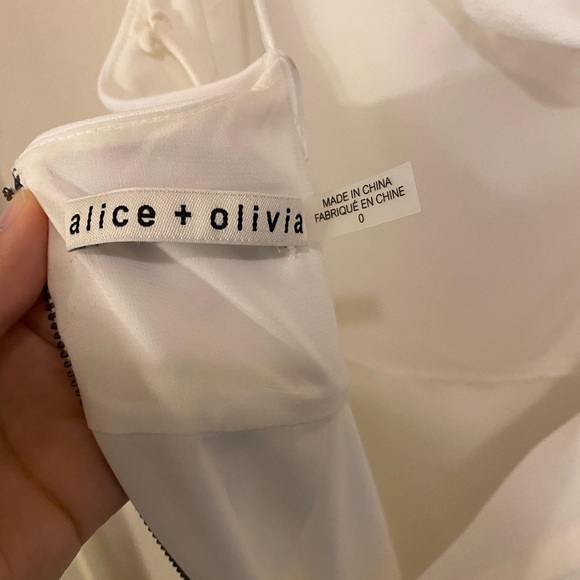 alice + olivia
MADE IN CHINA
FABRIQUÉ EN CHINE
0